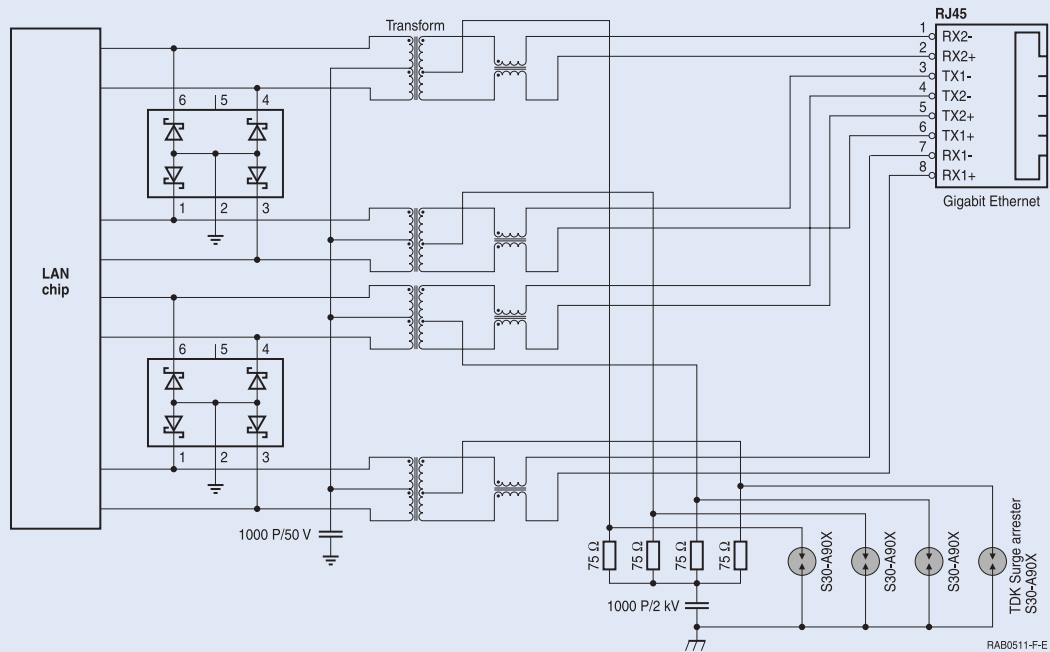 Transform
RJ45
1 RX2-
2 RX2+
3 TX1-
4 TX2-
5 TX2+
6 TX1+
7 RX1-
8 RX1+
Gigabit Ethernet
6 5 4
1 2 3
LAN
chip
6 5 4
1 2 3
1000 P/50 V
75 Ω
75 Ω
75 Ω
75 Ω
S30-A90X
S30-A90X
S30-A90X
TDK Surge arrester
S30-A90X
1000 P/2 kV
RAB0511-F-E